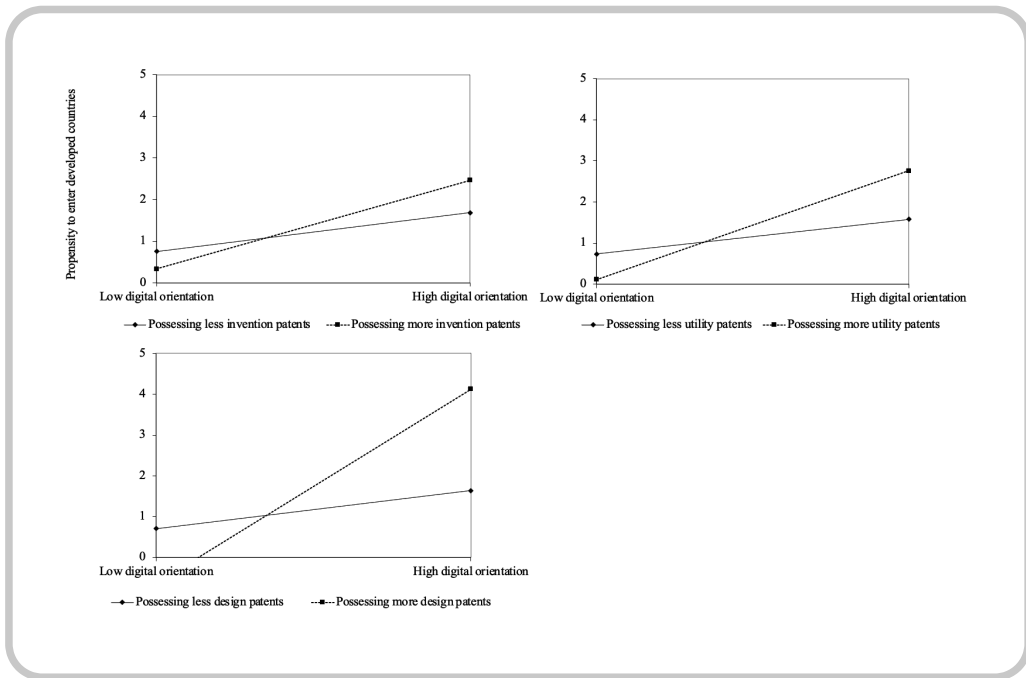 Propensity to enter developed countries
5
4
3
2
1
0
Low digital orientation High digital orientation
Possessing less invention patents Possessing more invention patents
5
4
3
2
1
0
Low digital orientation High digital orientation
Possessing less utility patents Possessing more utility patents
5
4
3
2
1
0
Low digital orientation High digital orientation
Possessing less design patents Possessing more design patents